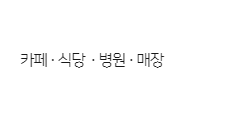 카페 · 식당 · 병원 · 매장